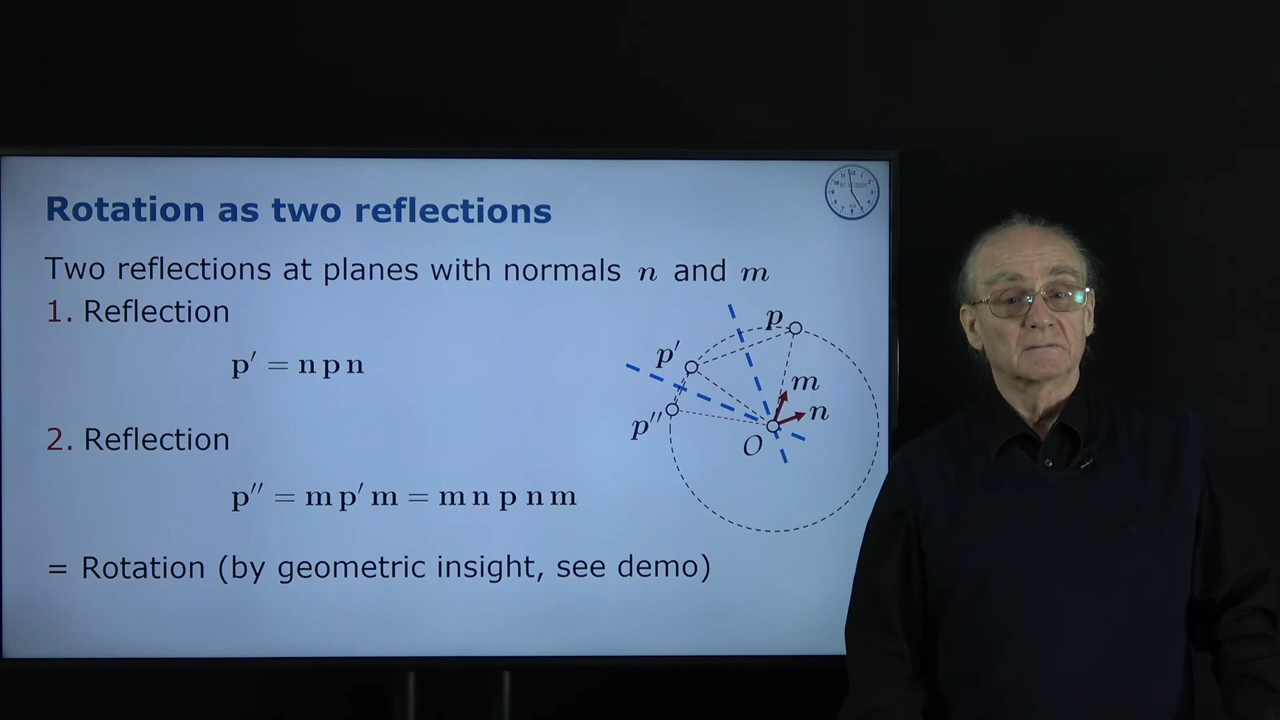 Rotation as two reflections
Two reflections at planes with normals n and m
1. Reflection
p′ = n p n
2. Reflection
p″ = m p′ m = m n p n m
= Rotation (by geometric insight, see demo)
p
p′
m
n
p″
O